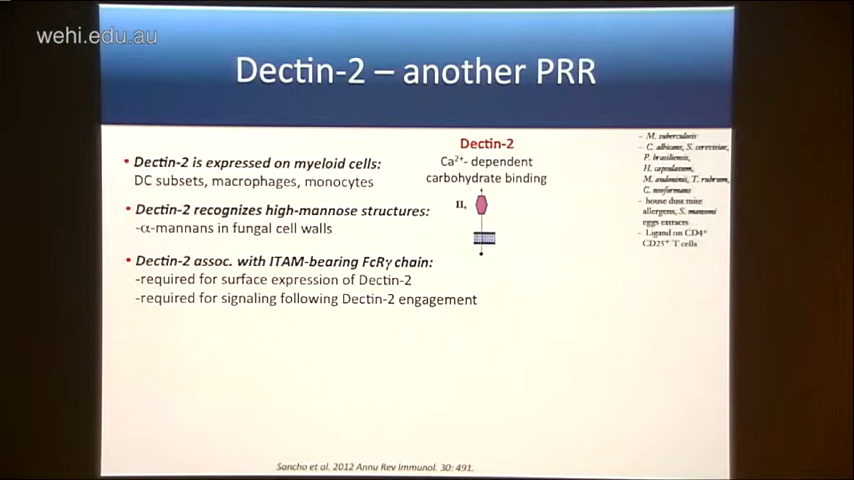 wehi.edu.au
Dectin-2 – another PRR
• Dectin-2 is expressed on myeloid cells:
DC subsets, macrophages, monocytes
• Dectin-2 recognizes high-mannose structures:
-α-mannans in fungal cell walls
• Dectin-2 assoc. with ITAM-bearing FcRγ chain:
-required for surface expression of Dectin-2
-required for signaling following Dectin-2 engagement
Dectin-2
Ca²⁺- dependent
carbohydrate binding
II,
- M. tuberculosis
- C. albicans, S. cerevisiae,
P. brasiliensis,
H. capsulatum,
M. audouinii, T. rubrum,
C. neoformans
- house dust mite
allergens, S. mansoni
eggs extracts
- Ligand on CD4⁺
CD25⁺ T cells
Sancho et al. 2012 Annu Rev Immunol. 30: 491.